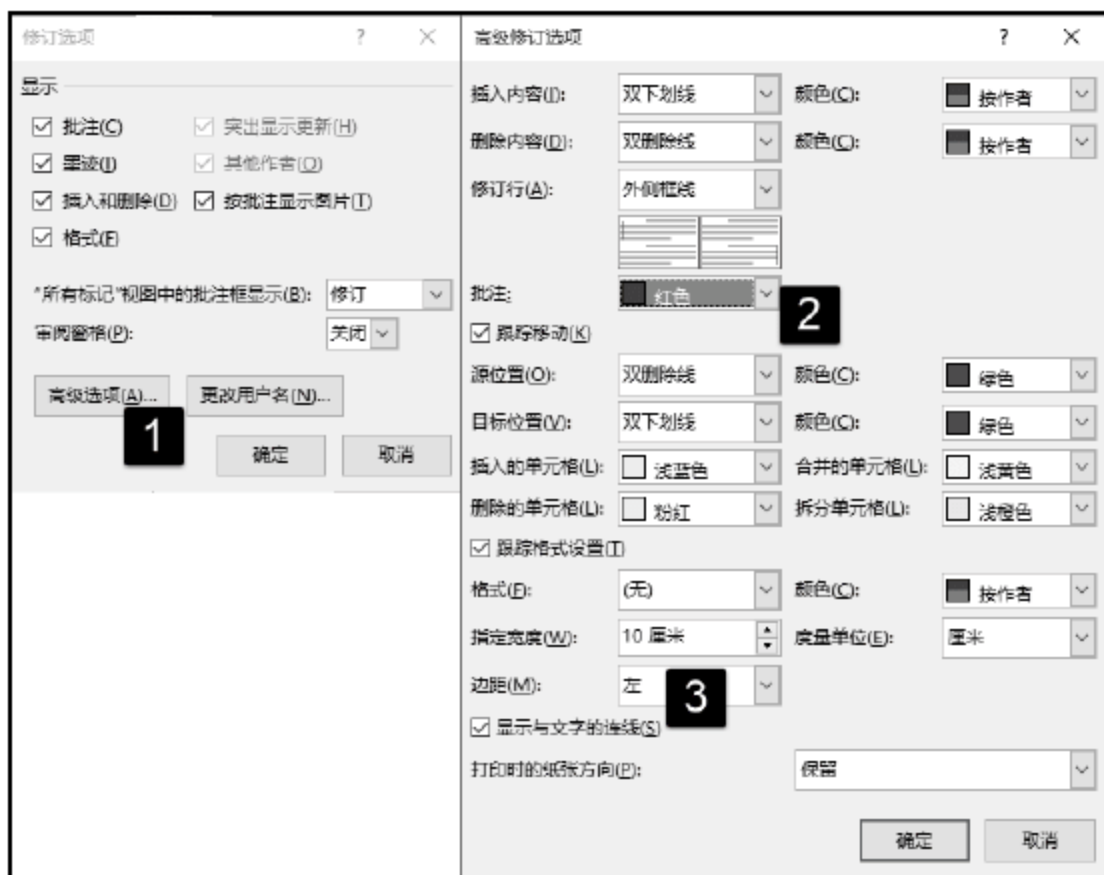 修订选项 ? ×
显示
批注(C) 突出显示更新(H)
墨迹(I) 其他作者(O)
插入和删除(D) 按批注显示图片(T)
格式(F)
"所有标记"视图中的批注框显示(B): 修订
审阅窗格(P): 关闭
高级选项(A)... 更改用户名(N)...
1
确定 取消
高级修订选项 ? ×
插入内容(I): 双下划线 颜色(C): 按作者
删除内容(D): 双删除线 颜色(C): 按作者
修订行(A): 外侧框线
批注: 红色
2
跟踪移动(K)
源位置(O): 双删除线 颜色(C): 绿色
目标位置(V): 双下划线 颜色(C): 绿色
插入的单元格(L): 浅蓝色 合并的单元格(L): 浅黄色
删除的单元格(L): 粉红 拆分单元格(L): 浅橙色
跟踪格式设置(T)
格式(F): (无) 颜色(C): 按作者
指定宽度(W): 10 厘米 度量单位(E): 厘米
边距(M): 左
3
显示与文字的连线(S)
打印时的纸张方向(P): 保留
确定 取消